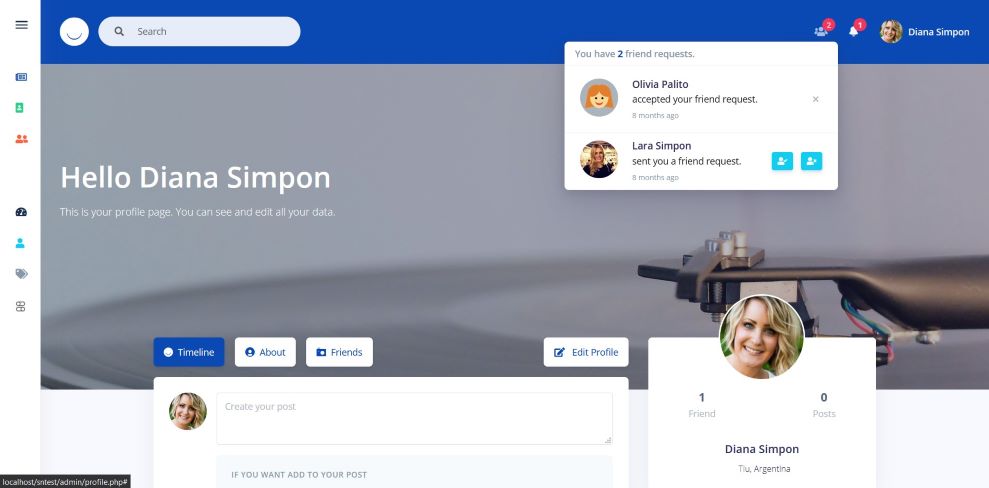 Search
2
1
Diana Simpon
You have 2 friend requests.
Olivia Palito
accepted your friend request.
×
8 months ago
Lara Simpon
sent you a friend request.
8 months ago
Hello Diana Simpon
This is your profile page. You can see and edit all your data.
Timeline
About
Friends
Edit Profile
Create your post
1
Friend
0
Posts
Diana Simpon
Tlu, Argentina
IF YOU WANT ADD TO YOUR POST
localhost/sntest/admin/profile.php#